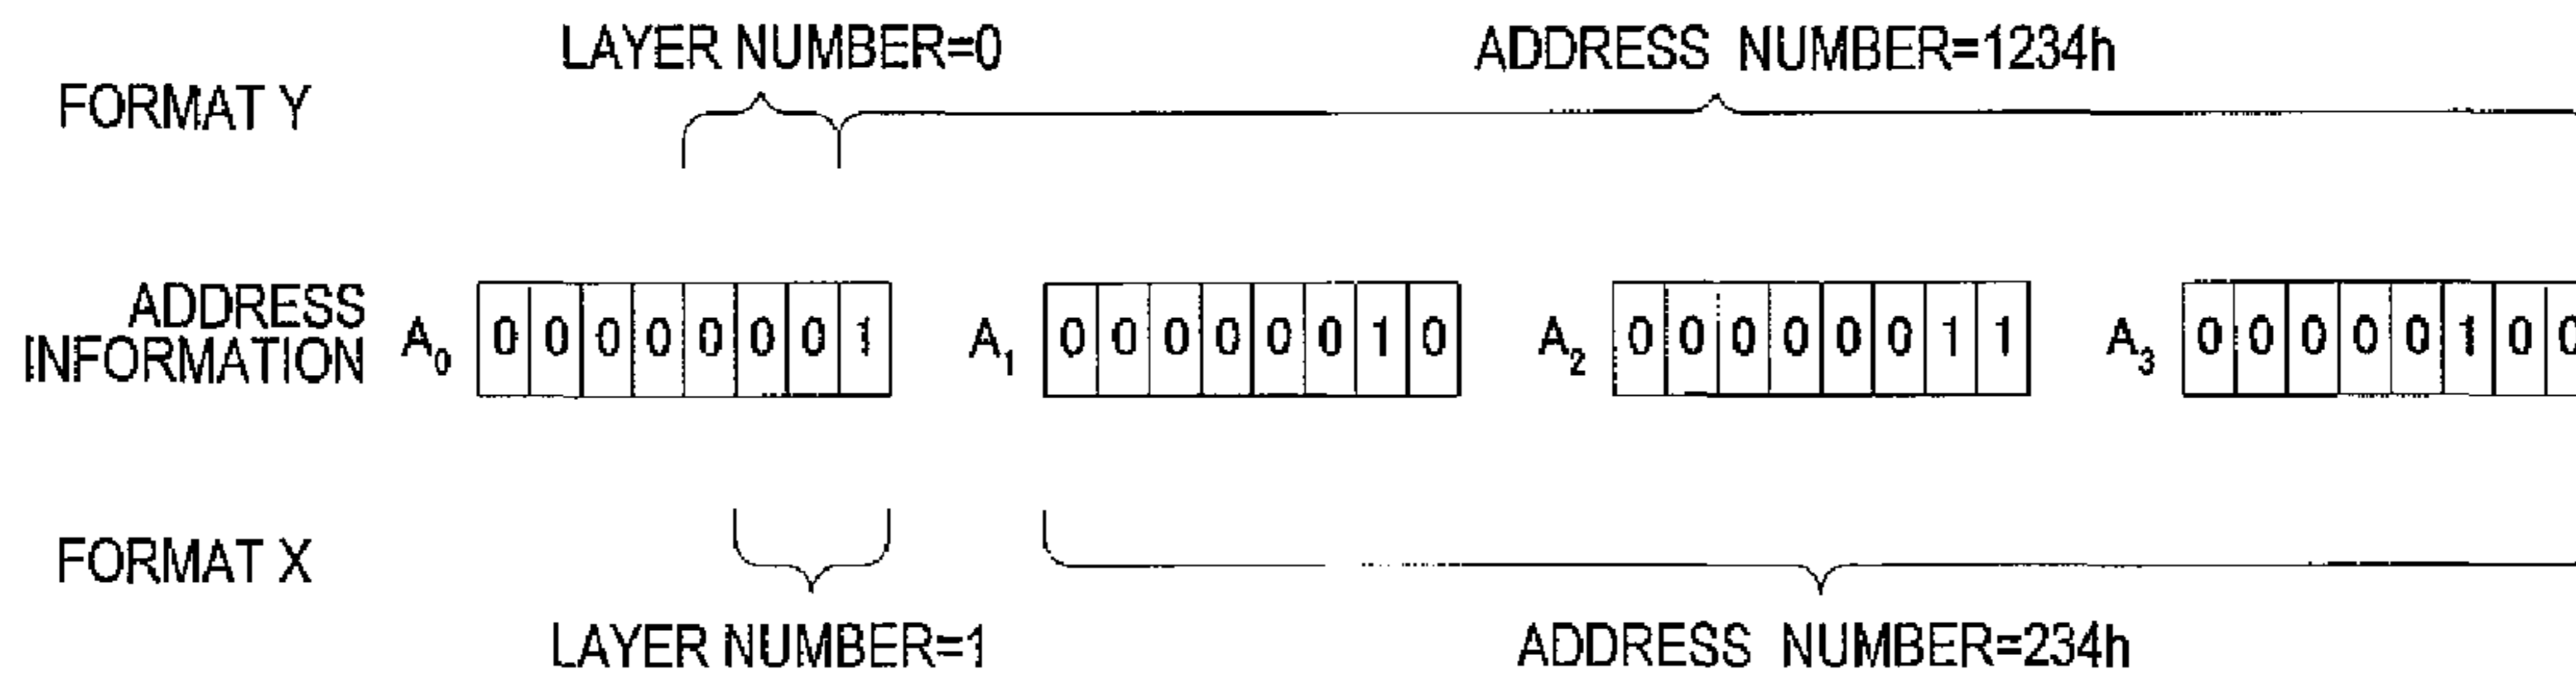 LAYER NUMBER=0 ADDRESS NUMBER=1234h
FORMAT Y
ADDRESS INFORMATION A0 0 0 0 0 0 0 0 1 A1 0 0 0 0 0 0 1 0 A2 0 0 0 0 0 0 1 1 A3 0 0 0 0 0 1 0 0
FORMAT X
LAYER NUMBER=1 ADDRESS NUMBER=234h